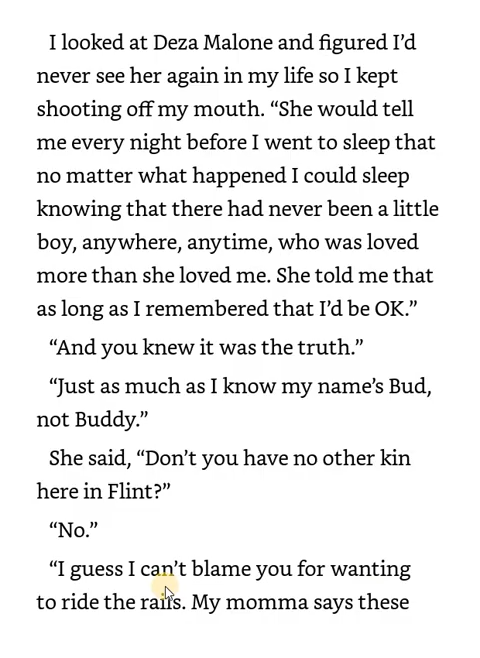 I looked at Deza Malone and figured I’d
never see her again in my life so I kept
shooting off my mouth. “She would tell
me every night before I went to sleep that
no matter what happened I could sleep
knowing that there had never been a little
boy, anywhere, anytime, who was loved
more than she loved me. She told me that
as long as I remembered that I’d be OK.”
“And you knew it was the truth.”
“Just as much as I know my name’s Bud,
not Buddy.”
She said, “Don’t you have no other kin
here in Flint?”
“No.”
“I guess I can’t blame you for wanting
to ride the rails. My momma says these